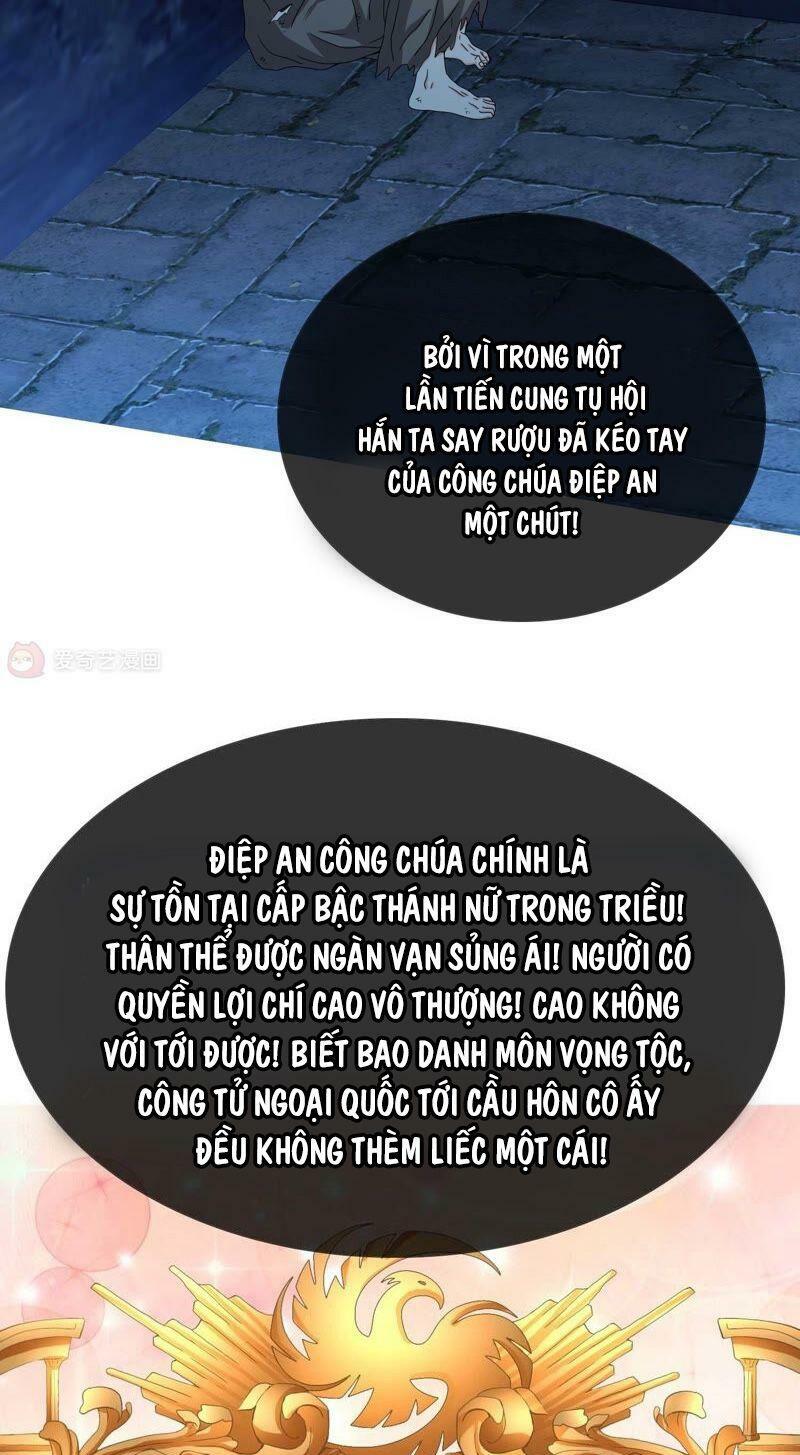 BỞI VÌ TRONG MỘT
LẦN TIẾN CUNG TỤ HỘI
HẮN TA SAY RƯỢU ĐÃ KÉO TAY
CỦA CÔNG CHÚA ĐIỆP AN
MỘT CHÚT!
爱奇艺漫画
ĐIỆP AN CÔNG CHÚA CHÍNH LÀ
SỰ TỒN TẠI CẤP BẬC THÁNH NỮ TRONG TRIỀU!
THÂN THỂ ĐƯỢC NGÀN VẠN SỦNG ÁI! NGƯỜI CÓ
QUYỀN LỢI CHÍ CAO VÔ THƯỢNG! CAO KHÔNG
VỚI TỚI ĐƯỢC! BIẾT BAO DANH MÔN VỌNG TỘC,
CÔNG TỬ NGOẠI QUỐC TỚI CẦU HÔN CÔ ẤY
ĐỀU KHÔNG THÈM LIẾC MỘT CÁI!